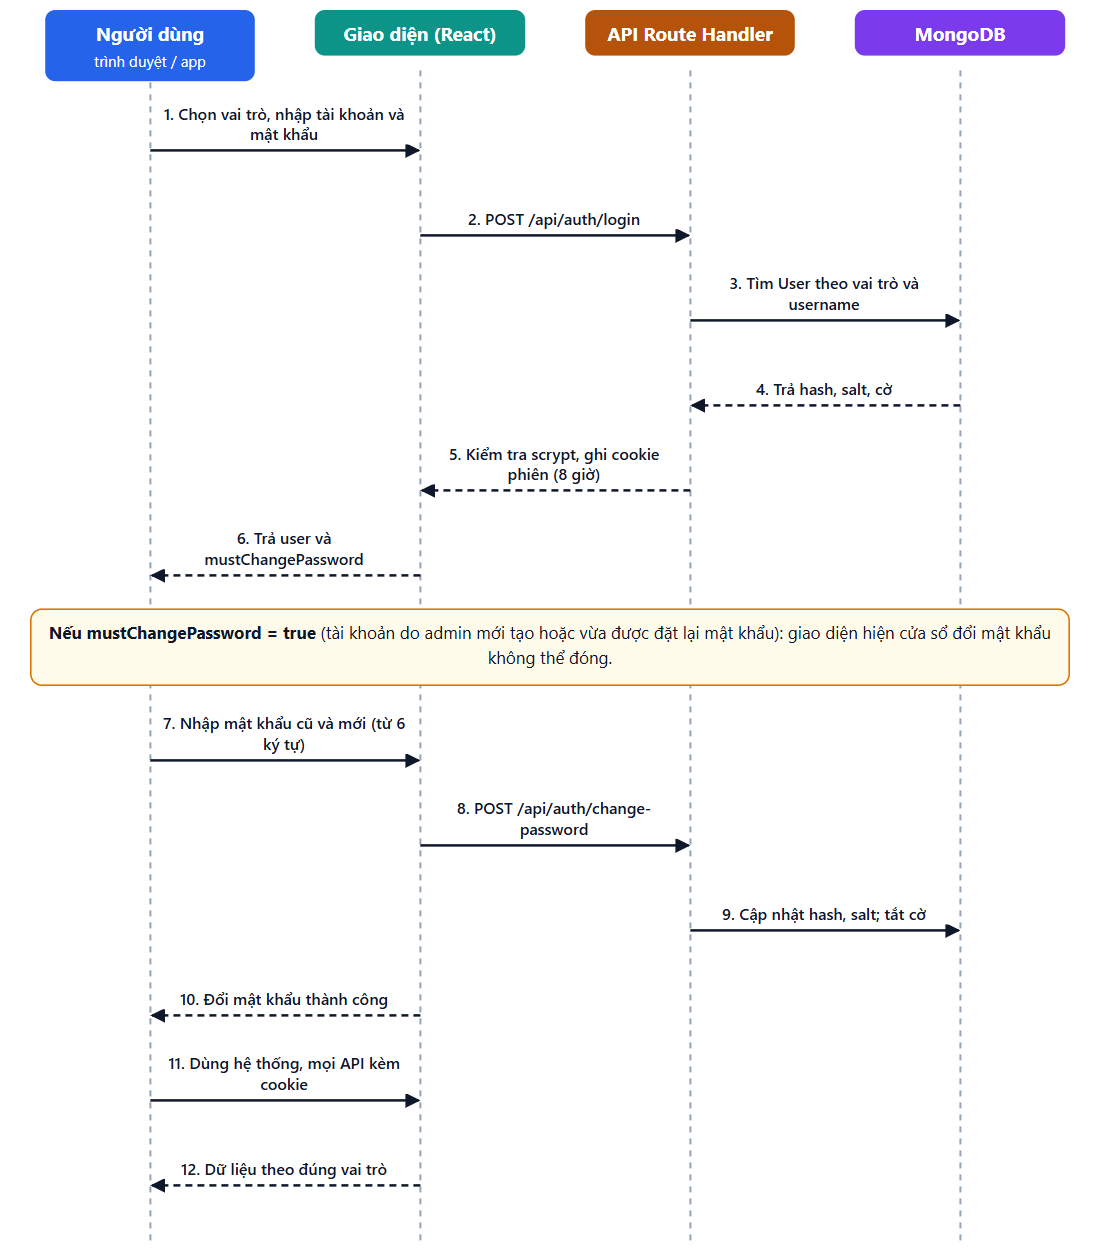 Người dùng
trình duyệt / app
Giao diện (React)
API Route Handler
MongoDB
1. Chọn vai trò, nhập tài khoản và
mật khẩu
2. POST /api/auth/login
3. Tìm User theo vai trò và
username
4. Trả hash, salt, cờ
5. Kiểm tra scrypt, ghi cookie
phiên (8 giờ)
6. Trả user và
mustChangePassword
Nếu mustChangePassword = true (tài khoản do admin mới tạo hoặc vừa được đặt lại mật khẩu): giao diện hiện cửa sổ đổi mật khẩu
không thể đóng.
7. Nhập mật khẩu cũ và mới (từ 6
ký tự)
8. POST /api/auth/change-
password
9. Cập nhật hash, salt; tắt cờ
10. Đổi mật khẩu thành công
11. Dùng hệ thống, mọi API kèm
cookie
12. Dữ liệu theo đúng vai trò